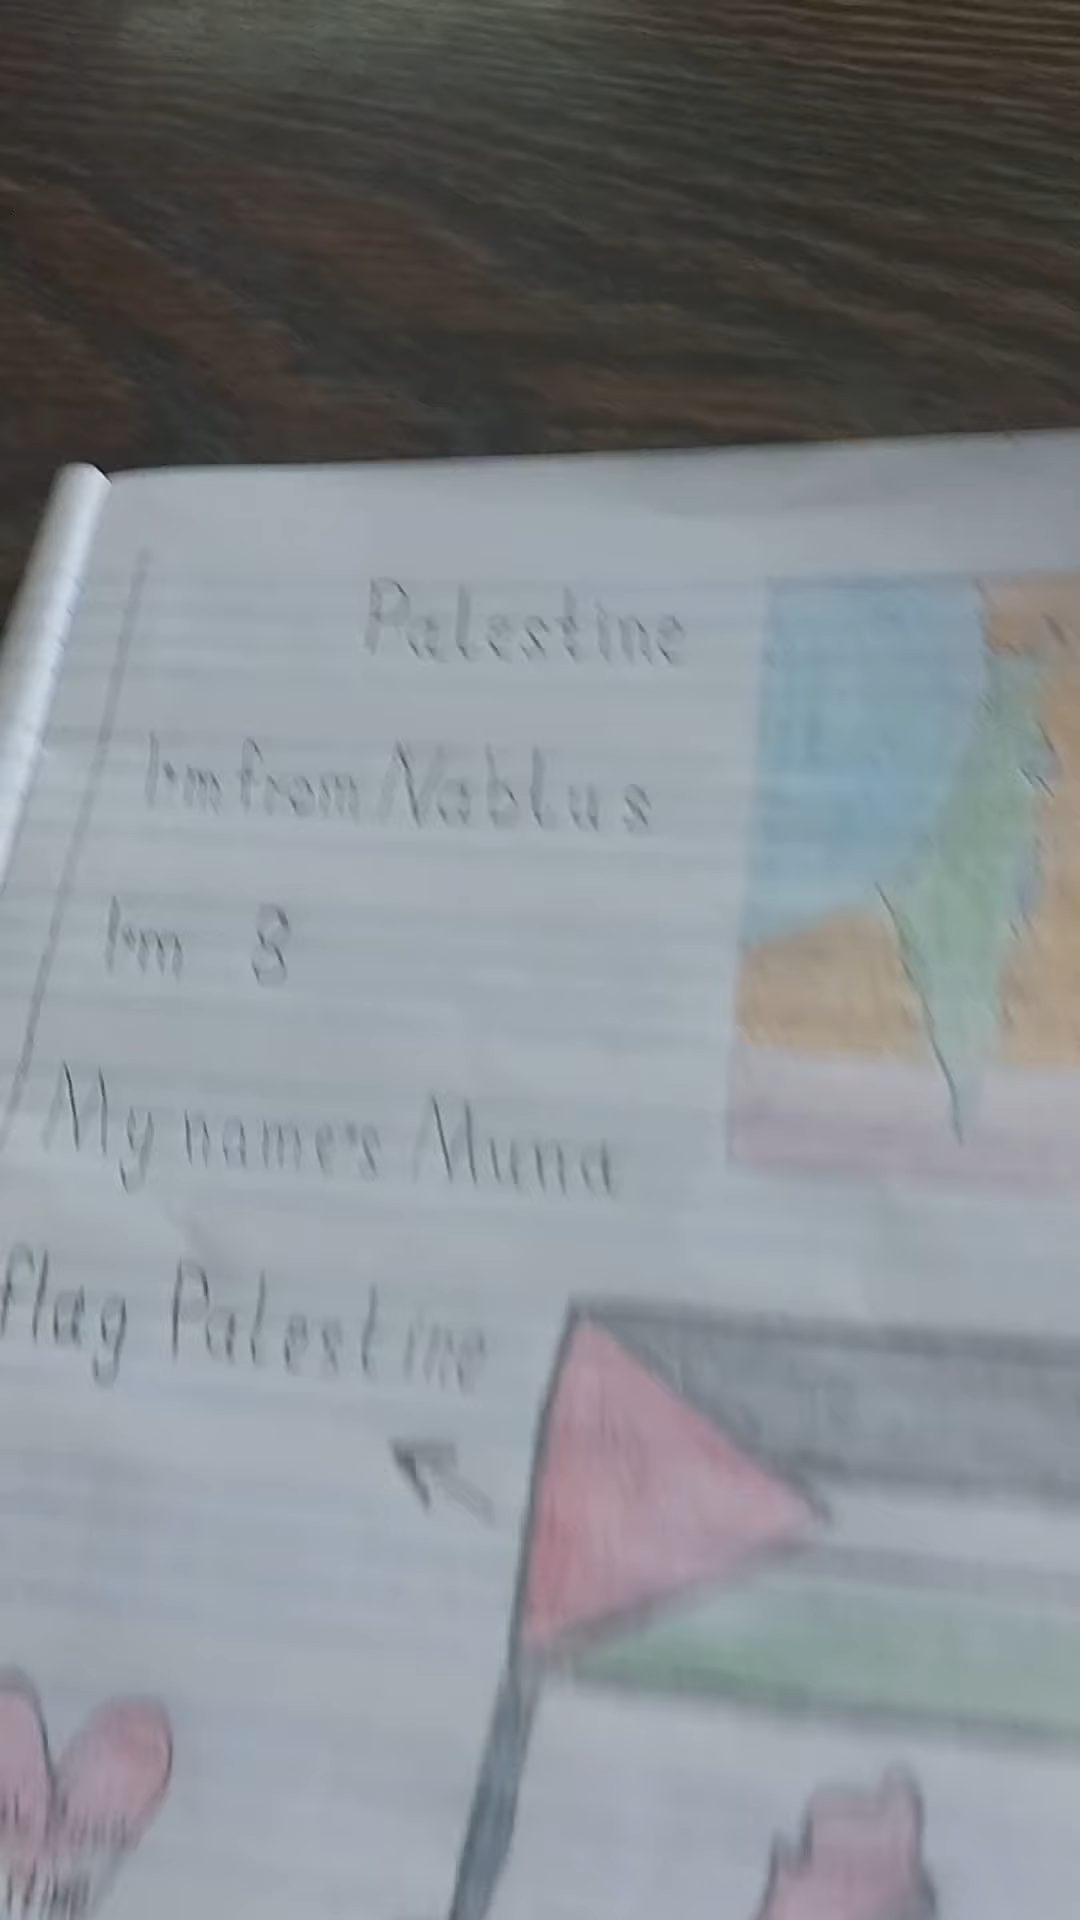 Palestine
I'm from Nablus
I'm 8
My name's Muna
flag Palestine